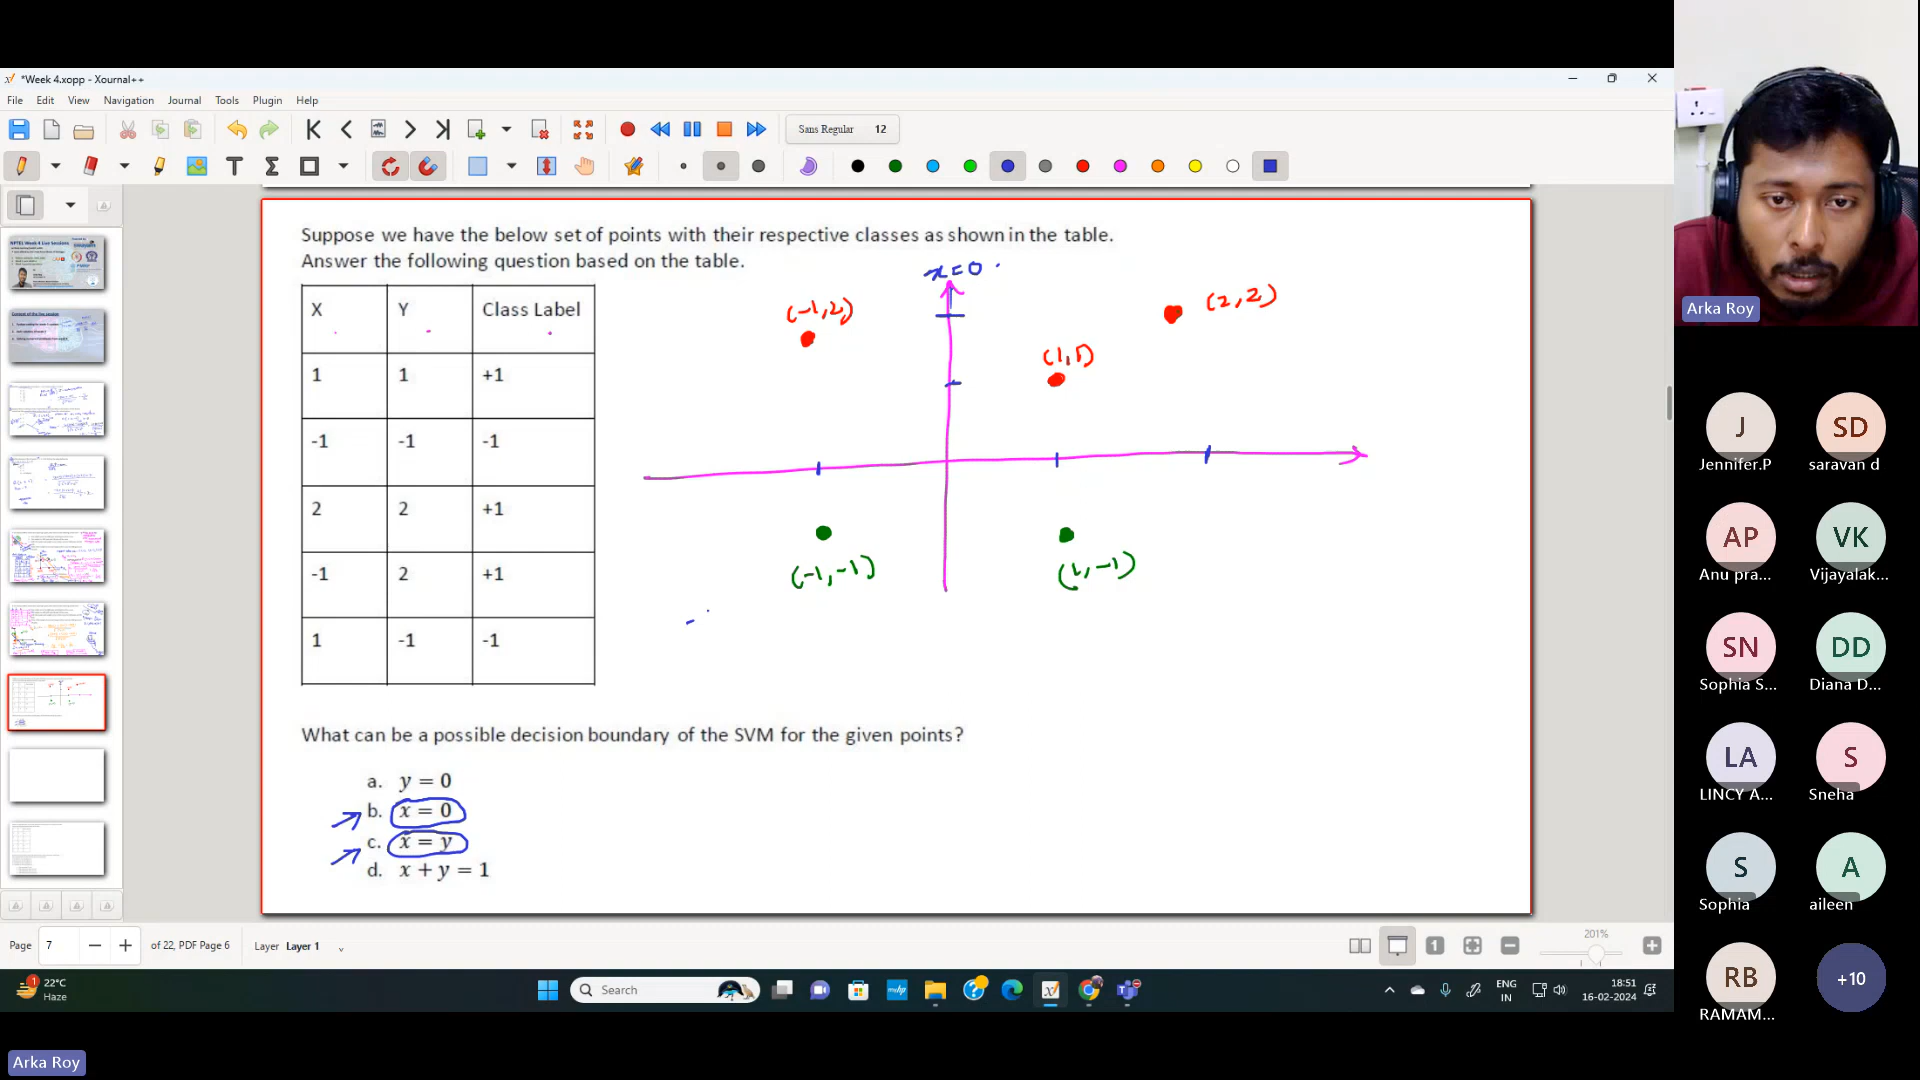 *Week 4.xopp - Xournal++
File Edit View Navigation Journal Tools Plugin Help
Sans Regular 12
Suppose we have the below set of points with their respective classes as shown in the table.
Answer the following question based on the table.
X Y Class Label
1 1 +1
-1 -1 -1
2 2 +1
-1 2 +1
1 -1 -1
x=0
(-1,2)
(2,2)
(1,1)
(-1,-1)
(1,-1)
What can be a possible decision boundary of the SVM for the given points?
a. y = 0
b. x = 0
c. x = y
d. x + y = 1
Page 7 of 22, PDF Page 6 Layer Layer 1
201%
22°C
Haze
Search
ENG
IN
18:51
16-02-2024
Arka Roy
J
Jennifer.P
SD
saravan d
AP
Anu pra...
VK
Vijayalak...
SN
Sophia S...
DD
Diana D...
LA
LINCY A...
S
Sneha
S
Sophia
A
aileen
RB
RAMAM...
+10
Arka Roy